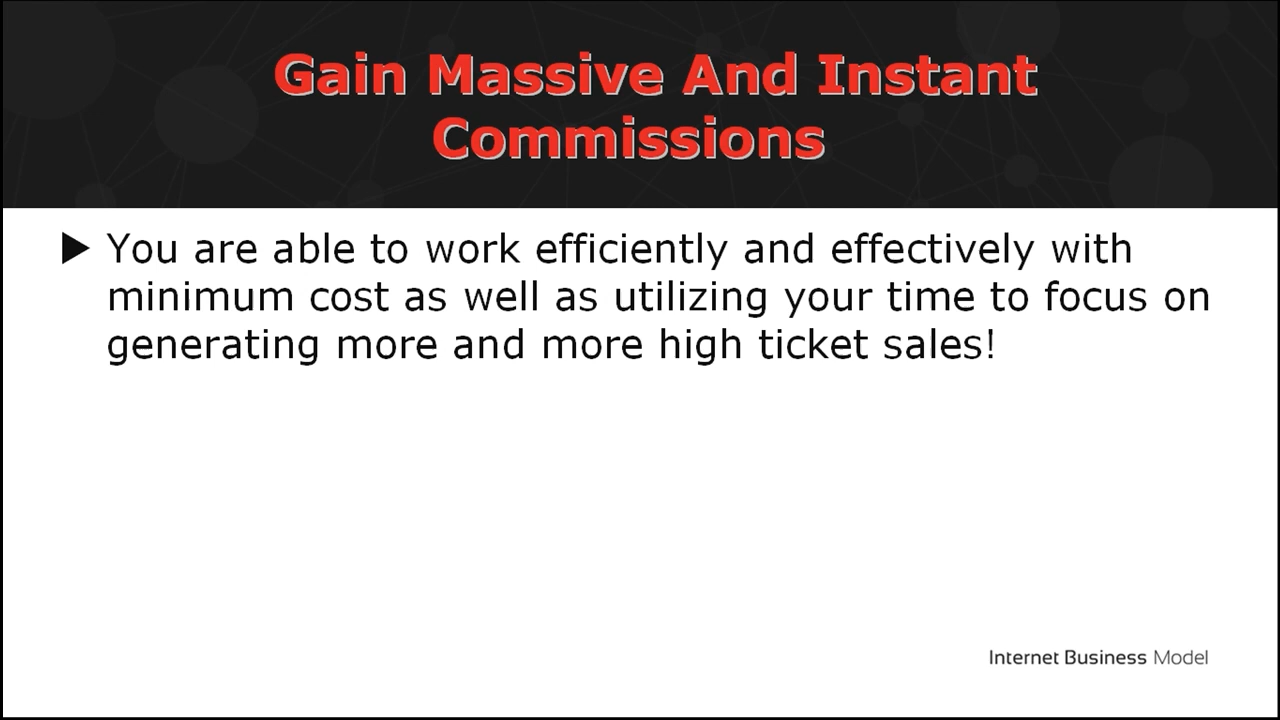 Gain Massive And Instant
Commissions
▶ You are able to work efficiently and effectively with
minimum cost as well as utilizing your time to focus on
generating more and more high ticket sales!
Internet Business Model